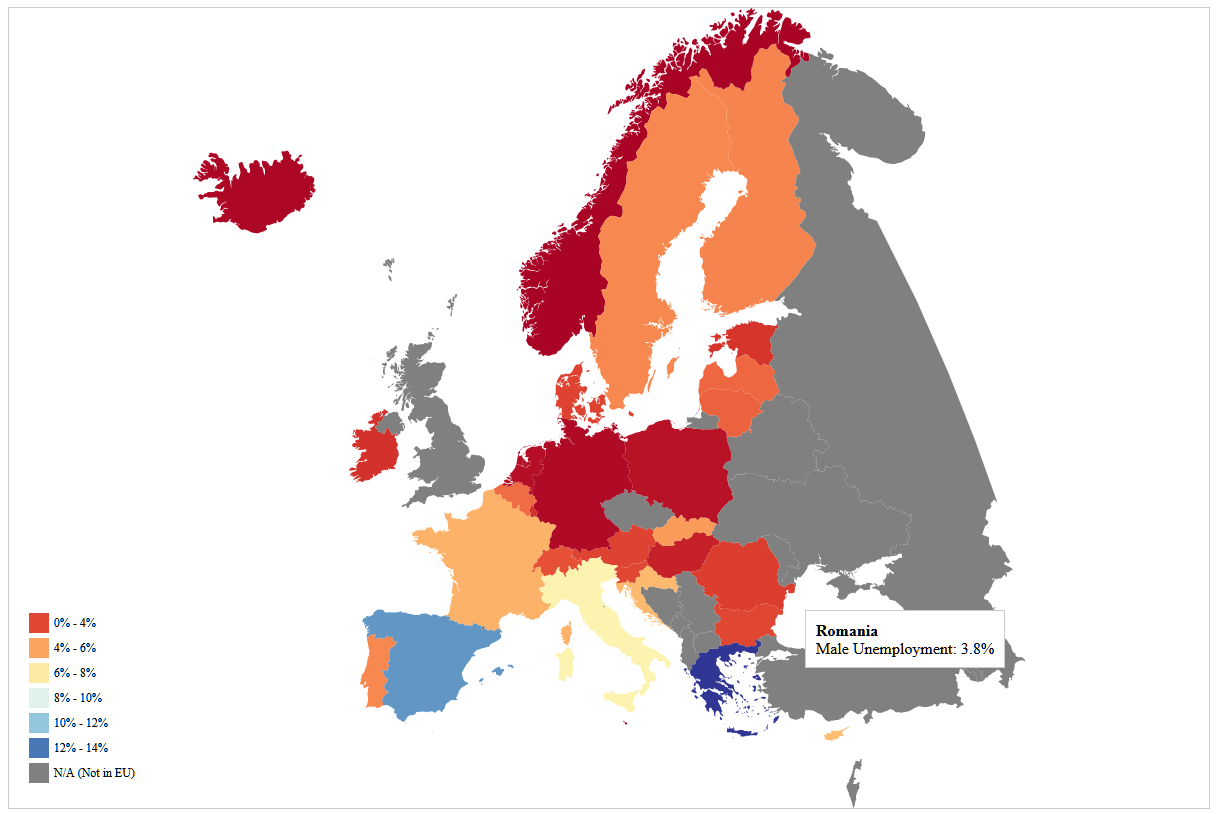 Romania
Male Unemployment: 3.8%
0% - 4%
4% - 6%
6% - 8%
8% - 10%
10% - 12%
12% - 14%
N/A (Not in EU)